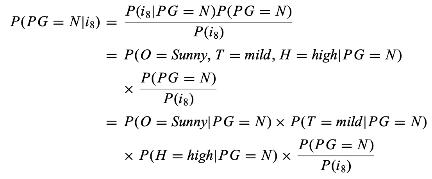 P(PG = N|i₈) = P(i₈|PG = N)P(PG = N) / P(i₈)
= P(O = Sunny, T = mild, H = high|PG = N)
× P(PG = N) / P(i₈)
= P(O = Sunny|PG = N) × P(T = mild|PG = N)
× P(H = high|PG = N) × P(PG = N) / P(i₈)